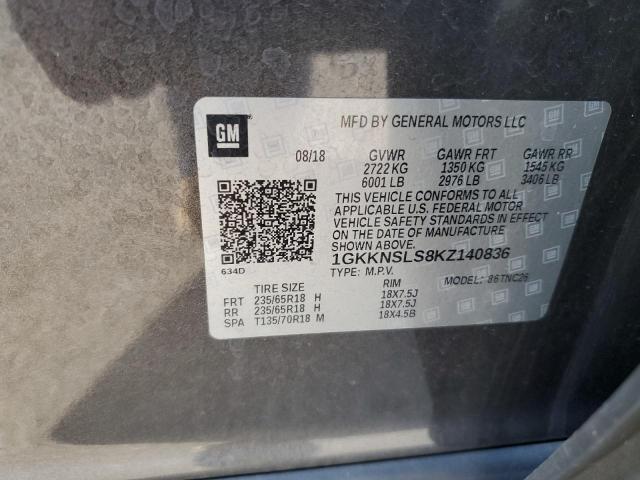 GM
MFD BY GENERAL MOTORS LLC
08/18 GVWR GAWR FRT GAWR RR
2722 KG 1350 KG 1545 KG
6001 LB 2976 LB 3406 LB
THIS VEHICLE CONFORMS TO ALL
APPLICABLE U.S. FEDERAL MOTOR
VEHICLE SAFETY STANDARDS IN EFFECT
ON THE DATE OF MANUFACTURE
SHOWN ABOVE.
1GKKNSLS8KZ140836
634D TYPE: M.P.V. MODEL: 86TNC26
TIRE SIZE RIM
FRT 235/65R18 H 18X7.5J
RR 235/65R18 H 18X7.5J
SPA T135/70R18 M 18X4.5B